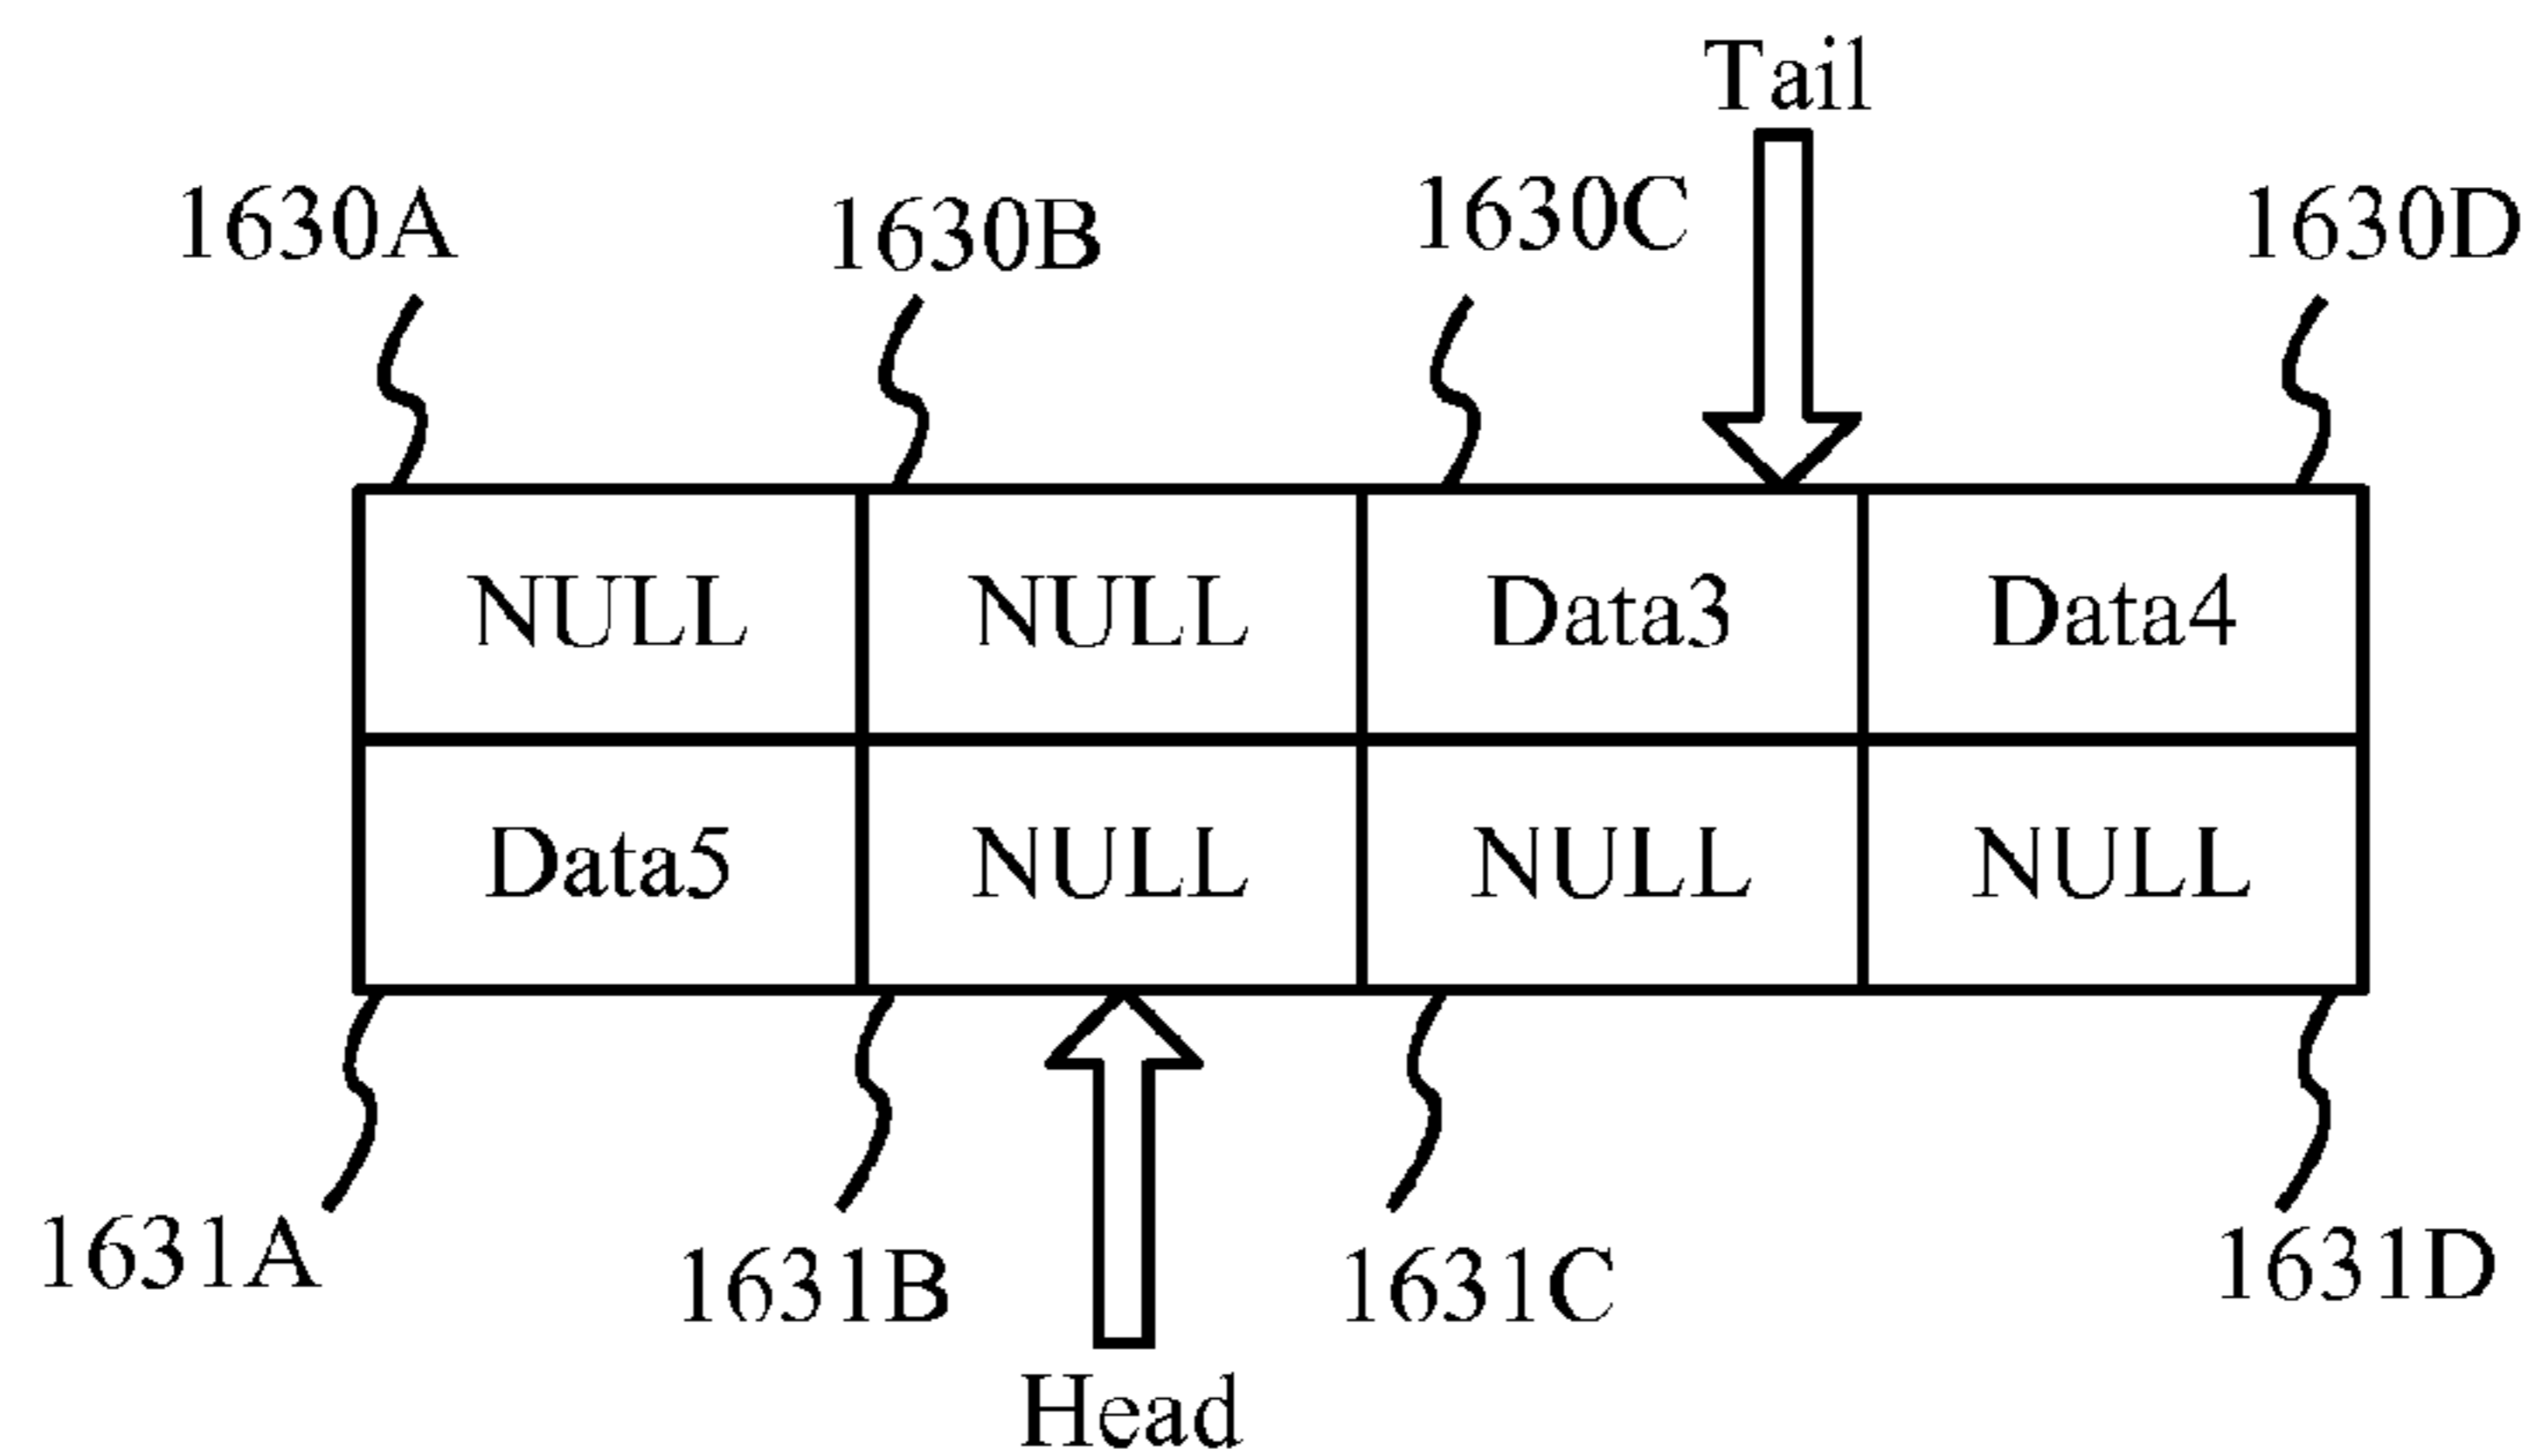 Tail
1630A 1630B 1630C 1630D
NULL NULL Data3 Data4
Data5 NULL NULL NULL
1631A 1631B 1631C 1631D
Head